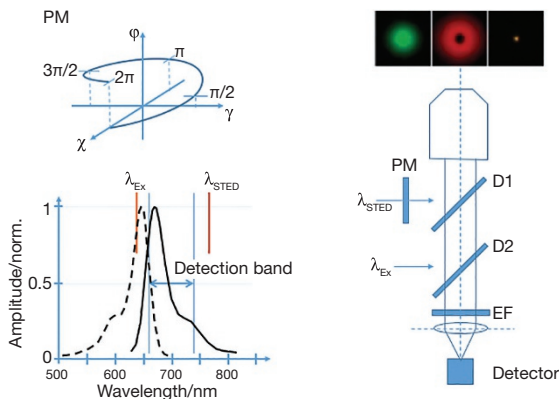 PM
φ
π
3π/2
2π
π/2
γ
χ
λEx
λSTED
1
Detection band
0.5
0
500
600
700
800
Amplitude/norm.
Wavelength/nm
PM
D1
λSTED
D2
λEx
EF
Detector